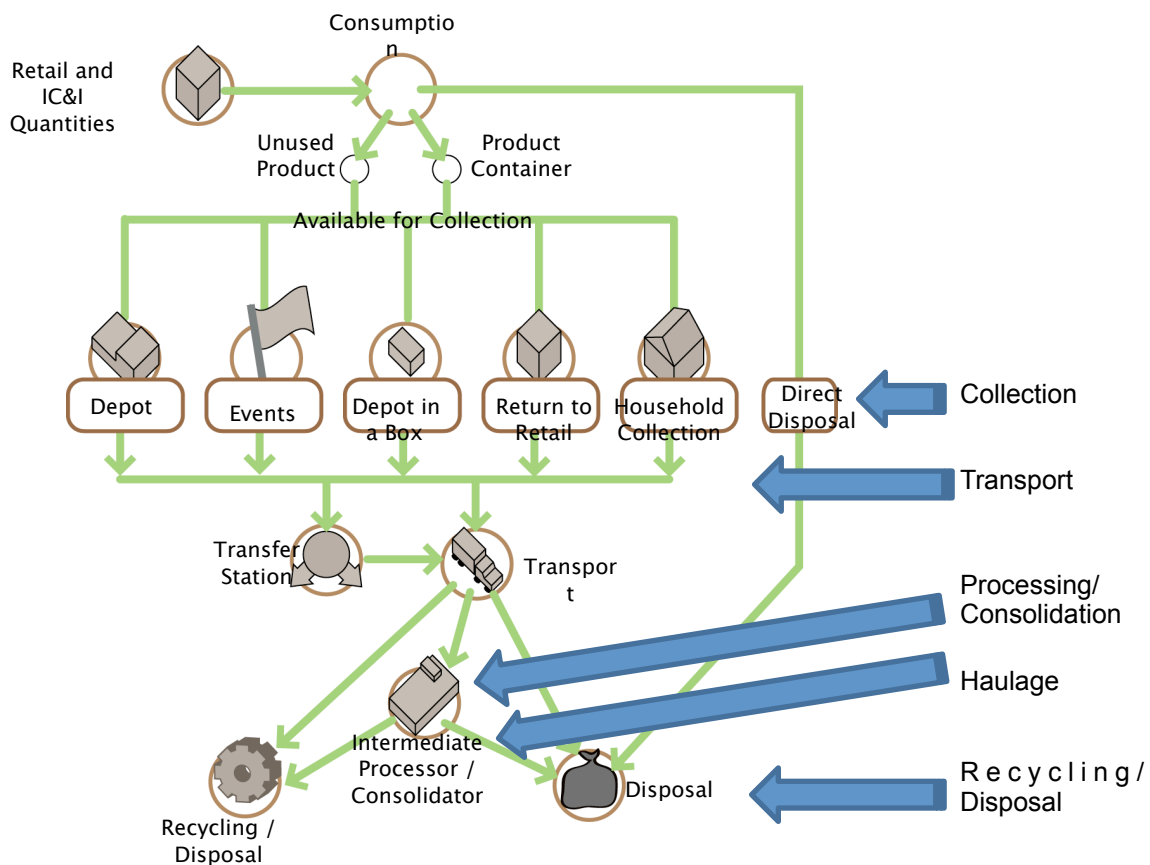 Consumptio
n
Retail and
IC&I
Quantities
Unused
Product
Product
Container
Available for Collection
Depot
Events
Depot in
a Box
Return to
Retail
Household
Collection
Direct
Disposal
Collection
Transport
Transfer
Station
Transpor
t
Processing/
Consolidation
Haulage
Intermediate
Processor /
Consolidator
Disposal
R e c y c l i n g /
Disposal
Recycling /
Disposal